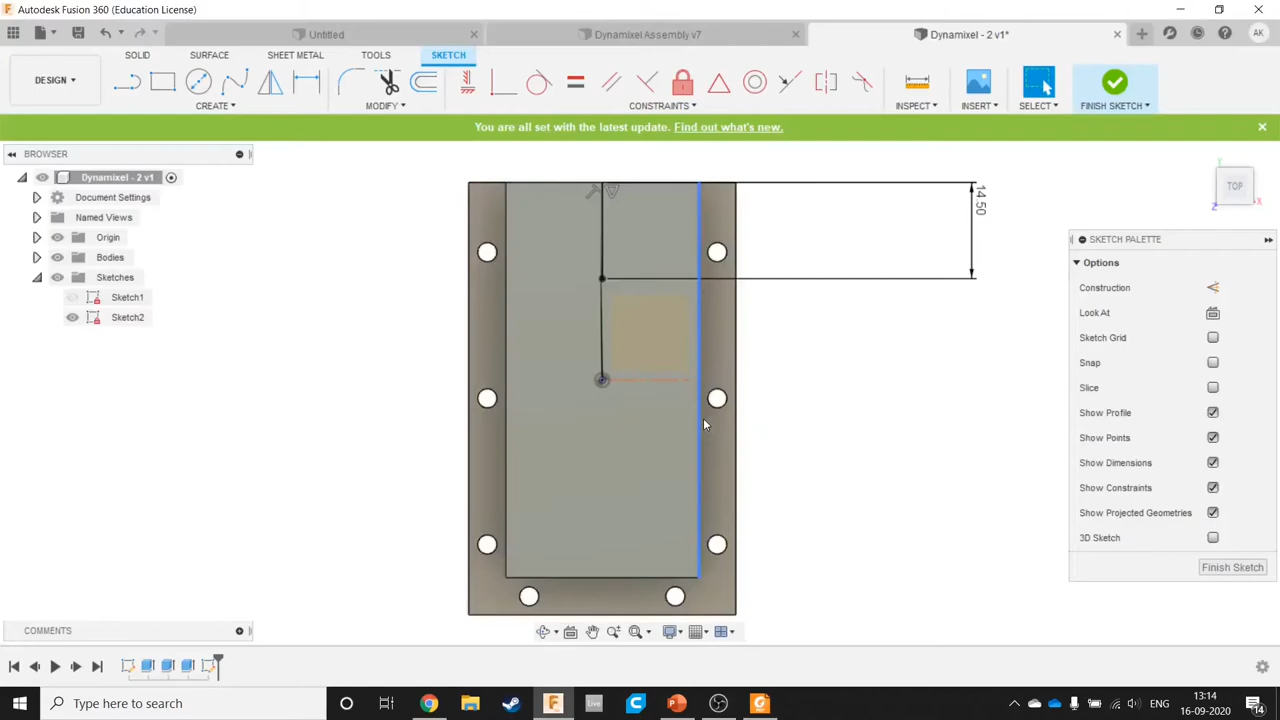 Autodesk Fusion 360 (Education License)
Untitled
Dynamixel Assembly v7
Dynamixel - 2 v1*
AK
SOLID SURFACE SHEET METAL TOOLS SKETCH
DESIGN
CREATE MODIFY CONSTRAINTS INSPECT INSERT SELECT FINISH SKETCH
You are all set with the latest update. Find out what's new.
BROWSER
Dynamixel - 2 v1
Document Settings
Named Views
Origin
Bodies
Sketches
Sketch1
Sketch2
14.50
Y
TOP
Z X
SKETCH PALETTE
Options
Construction
Look At
Sketch Grid
Snap
Slice
Show Profile
Show Points
Show Dimensions
Show Constraints
Show Projected Geometries
3D Sketch
Finish Sketch
COMMENTS
Type here to search
Live
ENG
13:14
16-09-2020
14